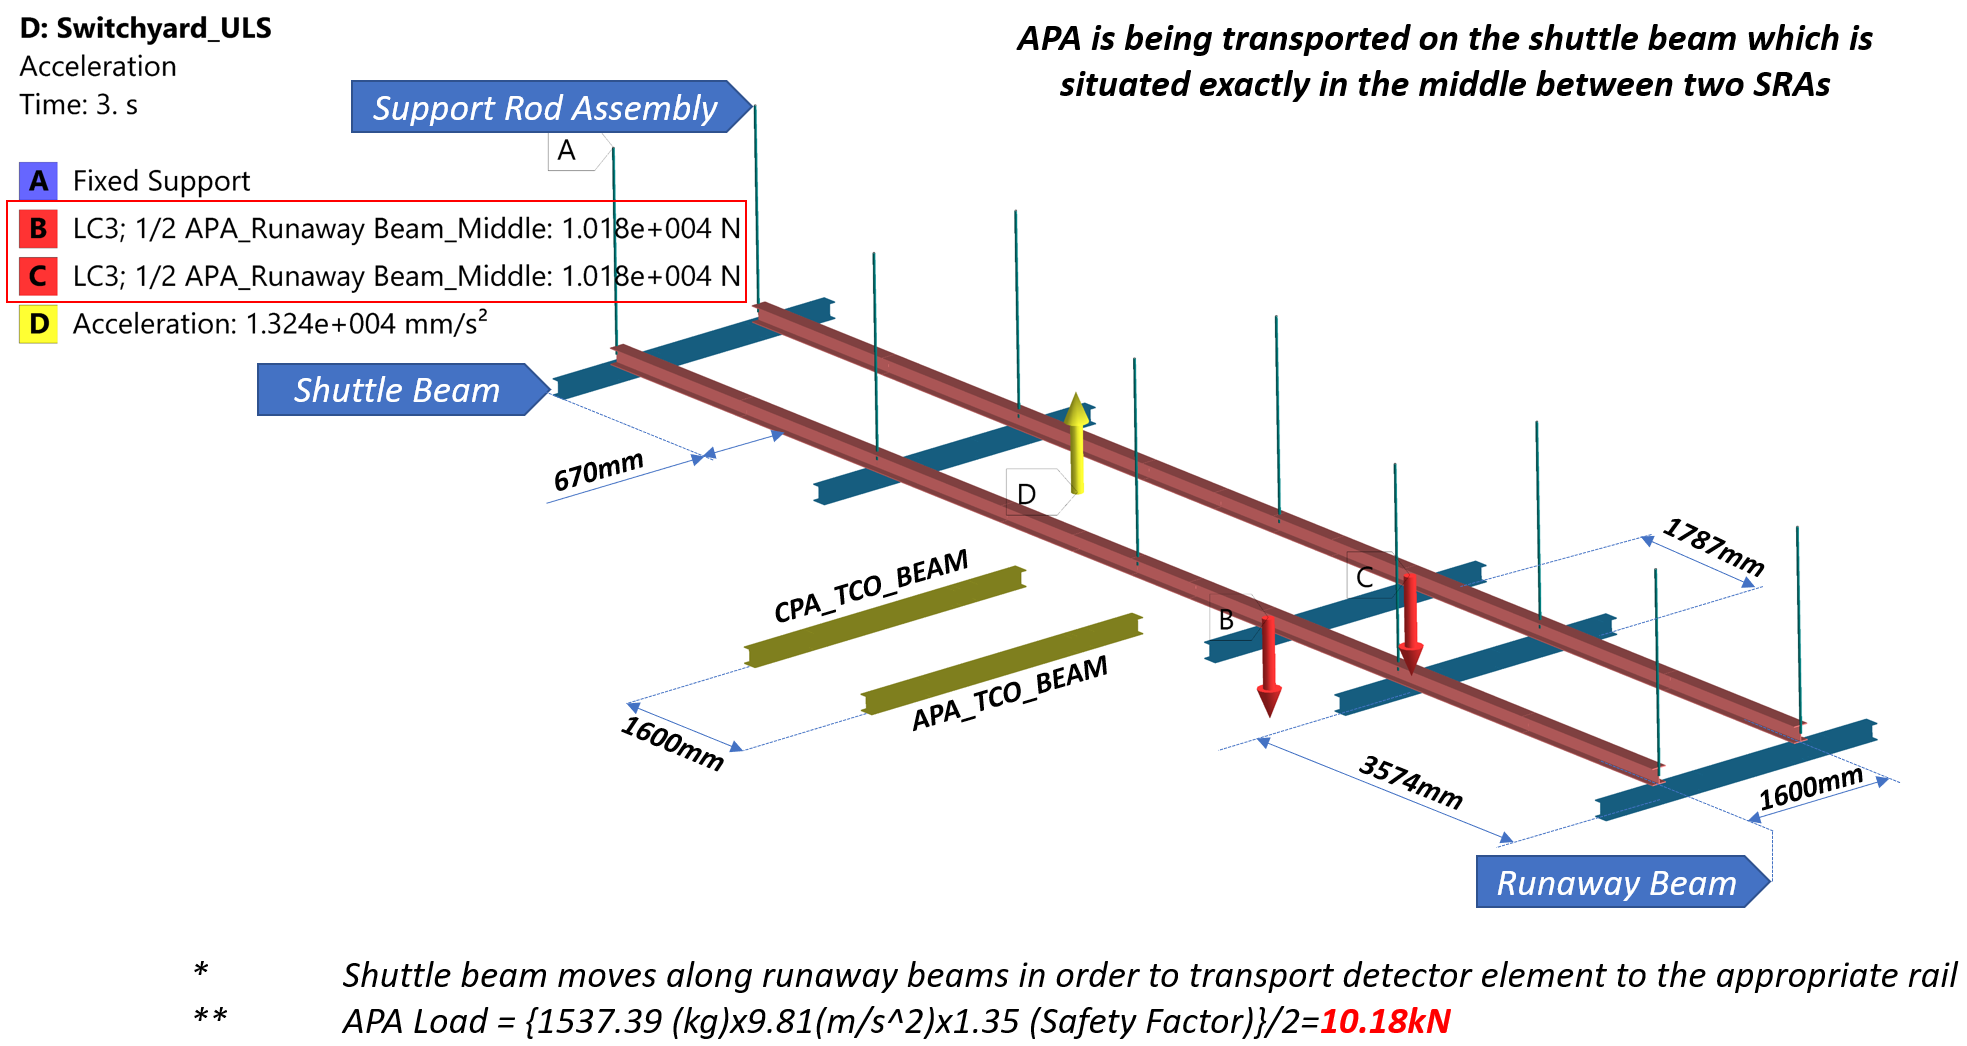 D: Switchyard_ULS
Acceleration
Time: 3. s
APA is being transported on the shuttle beam which is
situated exactly in the middle between two SRAs
Support Rod Assembly
A
A Fixed Support
B LC3; 1/2 APA_Runaway Beam_Middle: 1.018e+004 N
C LC3; 1/2 APA_Runaway Beam_Middle: 1.018e+004 N
D Acceleration: 1.324e+004 mm/s²
Shuttle Beam
670mm
D
CPA_TCO_BEAM
APA_TCO_BEAM
1600mm
C
B
1787mm
3574mm
1600mm
Runaway Beam
* Shuttle beam moves along runaway beams in order to transport detector element to the appropriate rail
** APA Load = {1537.39 (kg)x9.81(m/s^2)x1.35 (Safety Factor)}/2=10.18kN